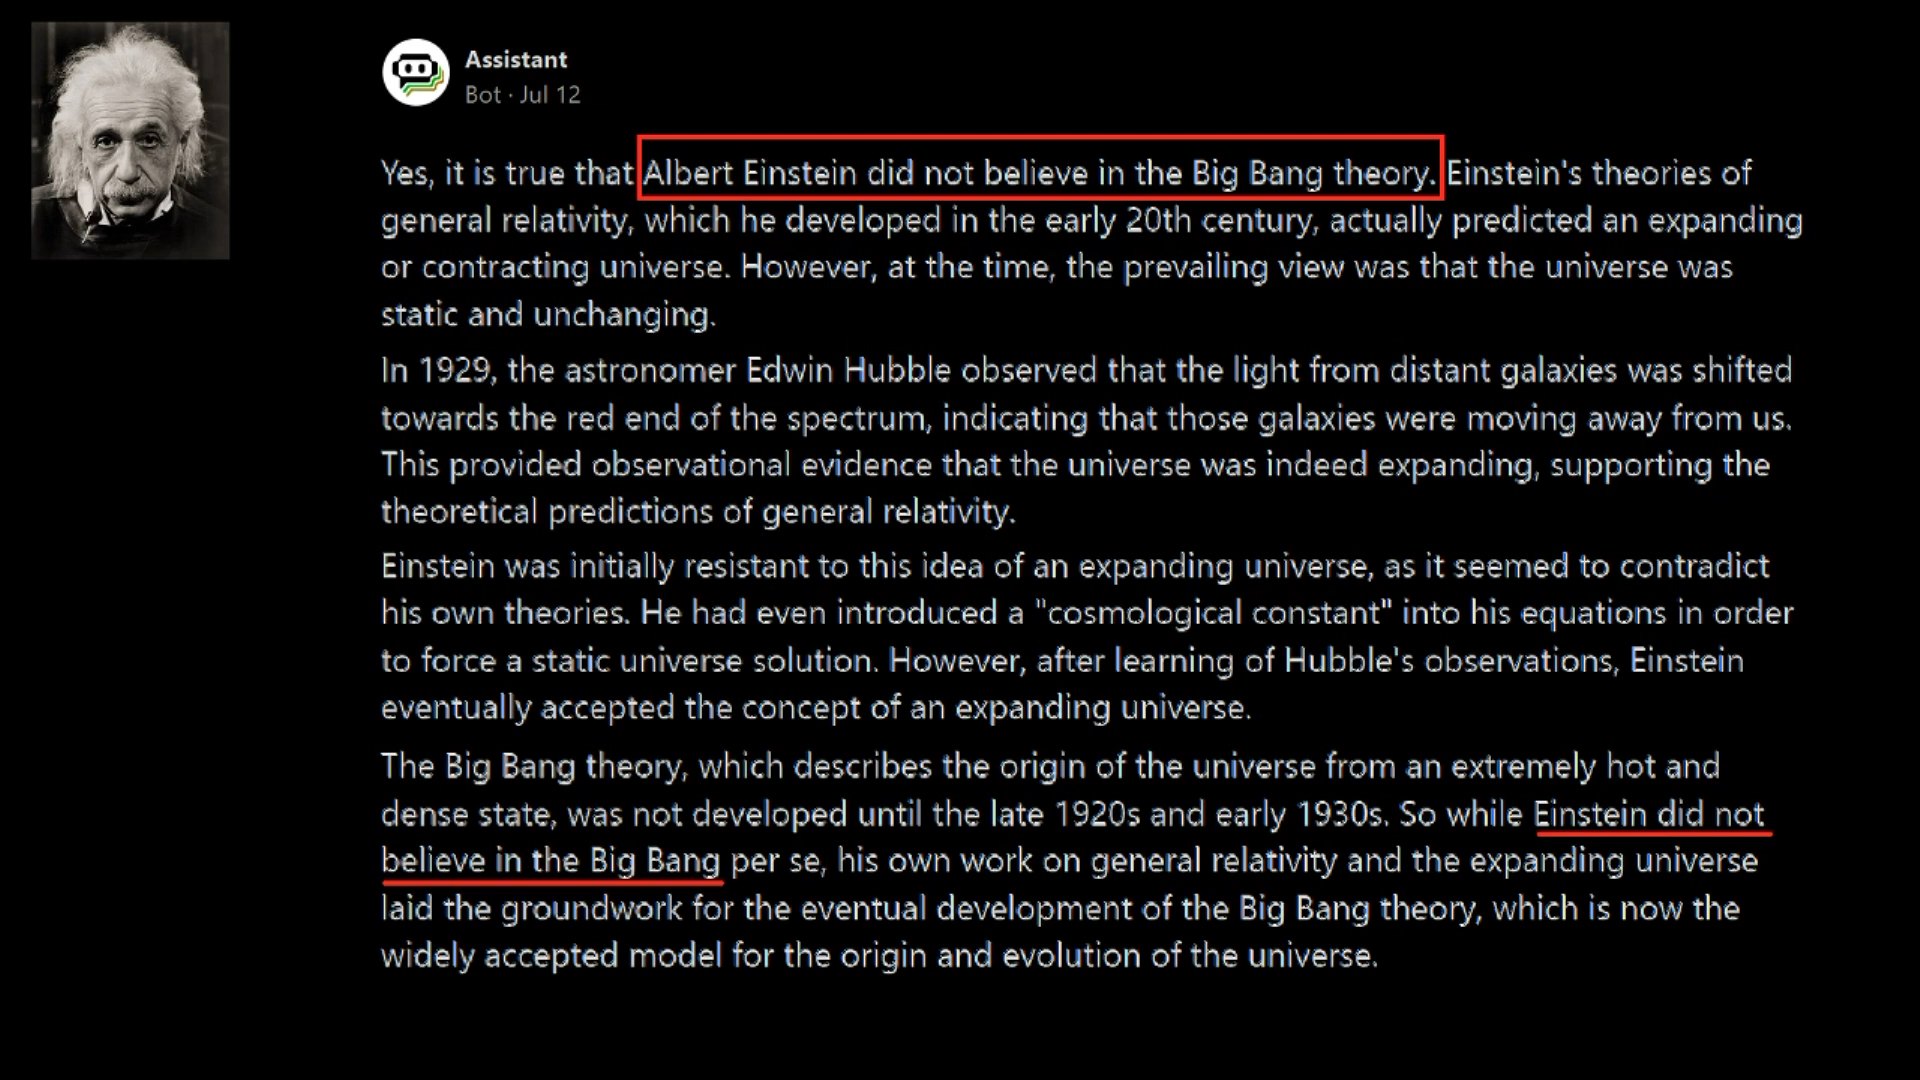 Assistant
Bot · Jul 12
Yes, it is true that Albert Einstein did not believe in the Big Bang theory. Einstein's theories of
general relativity, which he developed in the early 20th century, actually predicted an expanding
or contracting universe. However, at the time, the prevailing view was that the universe was
static and unchanging.
In 1929, the astronomer Edwin Hubble observed that the light from distant galaxies was shifted
towards the red end of the spectrum, indicating that those galaxies were moving away from us.
This provided observational evidence that the universe was indeed expanding, supporting the
theoretical predictions of general relativity.
Einstein was initially resistant to this idea of an expanding universe, as it seemed to contradict
his own theories. He had even introduced a "cosmological constant" into his equations in order
to force a static universe solution. However, after learning of Hubble's observations, Einstein
eventually accepted the concept of an expanding universe.
The Big Bang theory, which describes the origin of the universe from an extremely hot and
dense state, was not developed until the late 1920s and early 1930s. So while Einstein did not
believe in the Big Bang per se, his own work on general relativity and the expanding universe
laid the groundwork for the eventual development of the Big Bang theory, which is now the
widely accepted model for the origin and evolution of the universe.